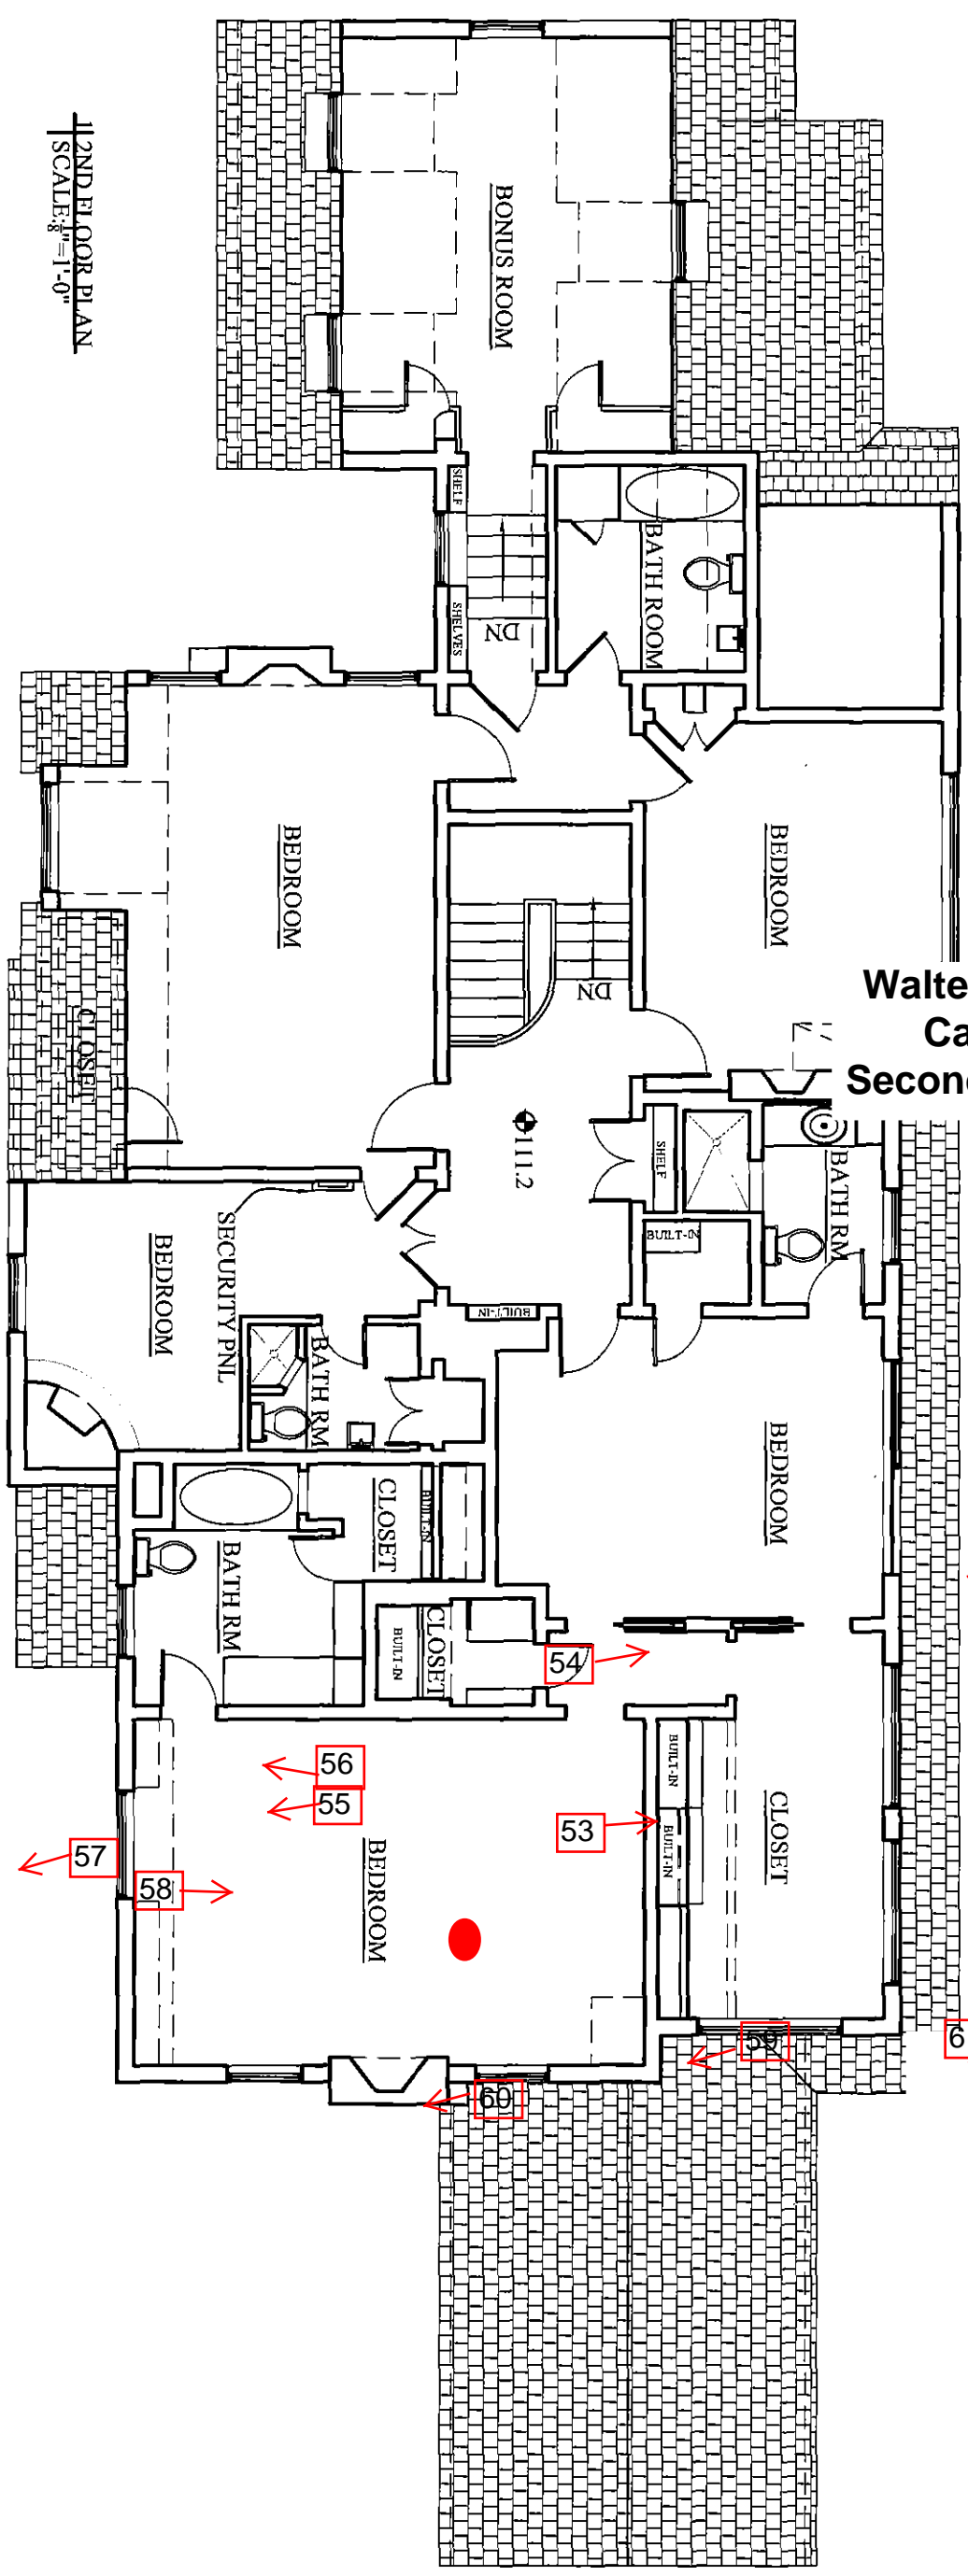 1 2ND FLOOR PLAN
SCALE:⅛"=1'-0"
BONUS ROOM
SHELF
SHELVES
DN
BATH ROOM
BEDROOM
BEDROOM
CLOSET
DN
Walte
Ca
Second
111.2
SHELF
BATH RM
BUILT-IN
BUILT-IN
SECURITY PNL
BEDROOM
BATH RM
BEDROOM
CLOSET
BUILT-IN
BATH RM
CLOSET
BUILT-IN
54
BUILT-IN
BUILT-IN
CLOSET
56
55
53
57
58
BEDROOM
59
6
60